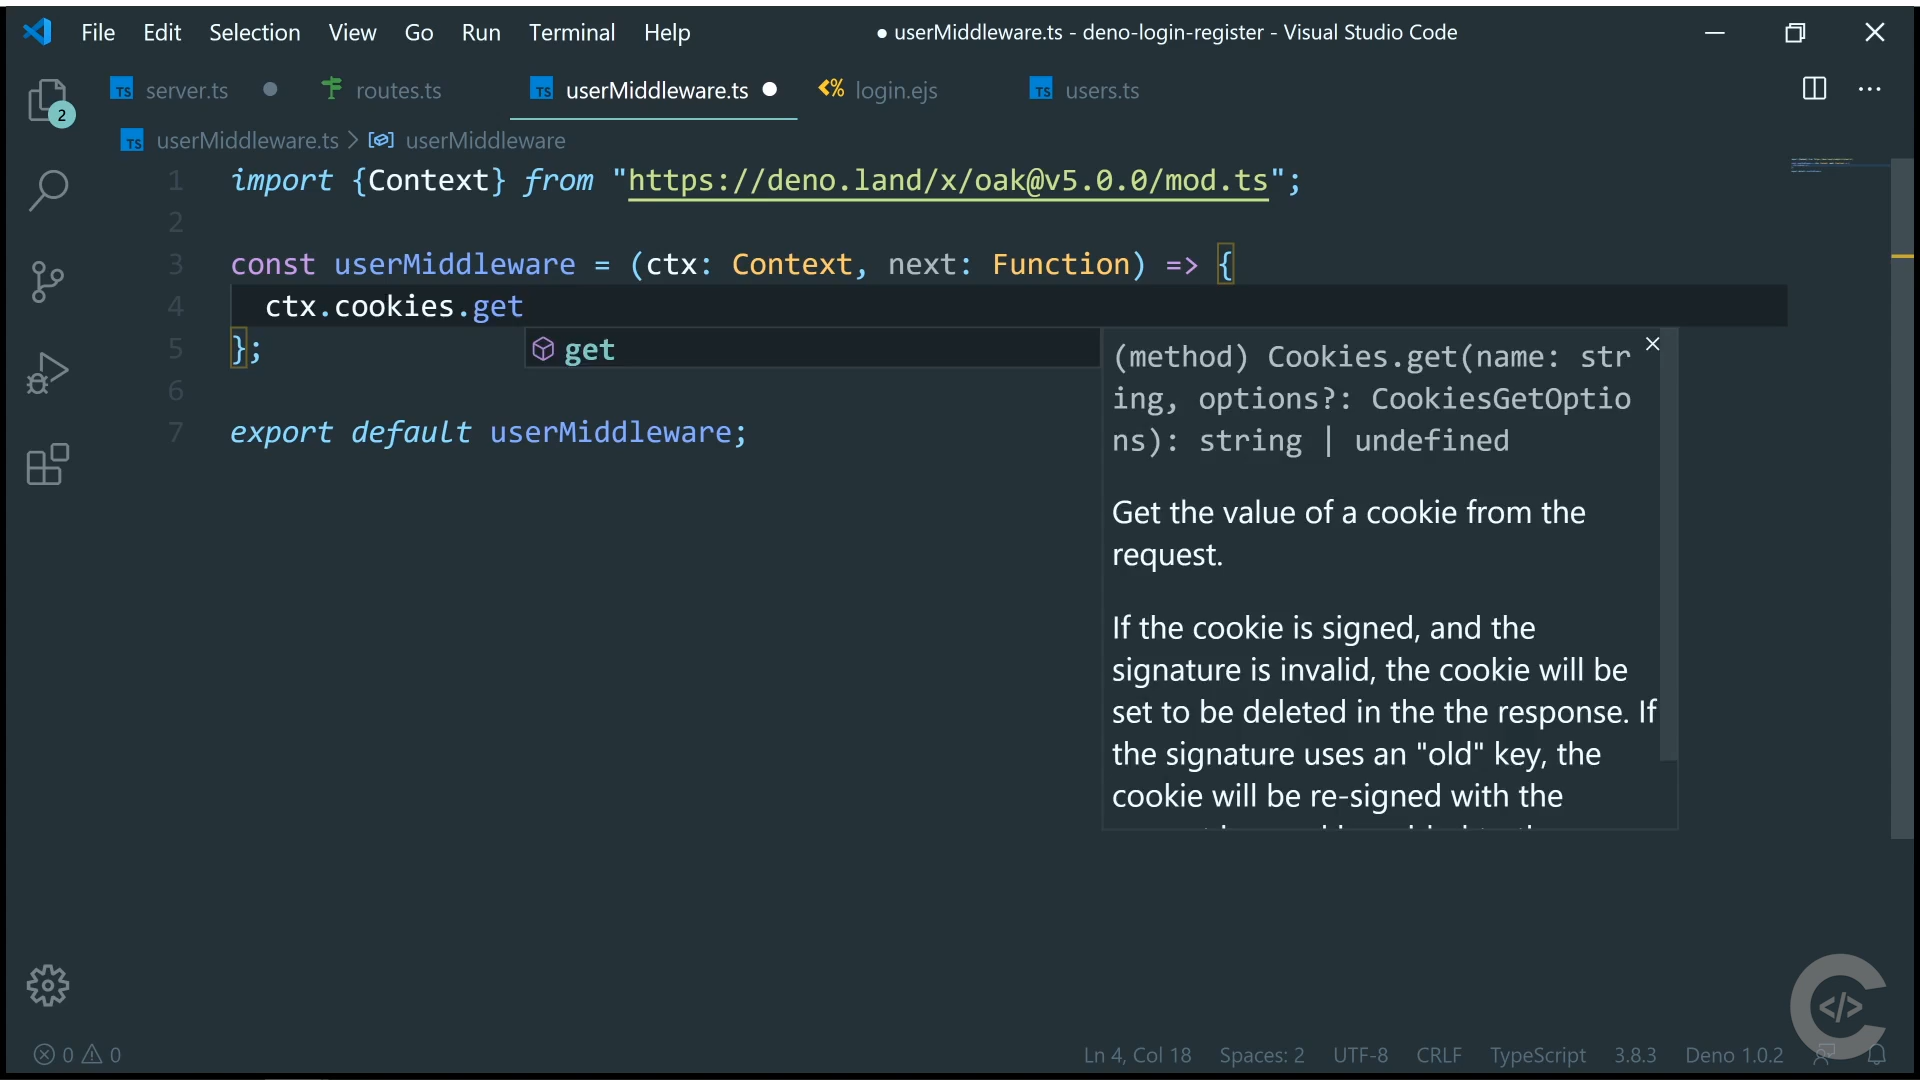 File Edit Selection View Go Run Terminal Help ● userMiddleware.ts - deno-login-register - Visual Studio Code
TS server.ts routes.ts TS userMiddleware.ts <% login.ejs TS users.ts ...
2
TS userMiddleware.ts > userMiddleware
1 import {Context} from "https://deno.land/x/oak@v5.0.0/mod.ts";
2
3 const userMiddleware = (ctx: Context, next: Function) => {
4 ctx.cookies.get
5 };
get
6
7 export default userMiddleware;
(method) Cookies.get(name: str
ing, options?: CookiesGetOptio
ns): string | undefined
Get the value of a cookie from the
request.
If the cookie is signed, and the
signature is invalid, the cookie will be
set to be deleted in the the response. If
the signature uses an "old" key, the
cookie will be re-signed with the
</>
0 0 Ln 4, Col 18 Spaces: 2 UTF-8 CRLF TypeScript 3.8.3 Deno 1.0.2